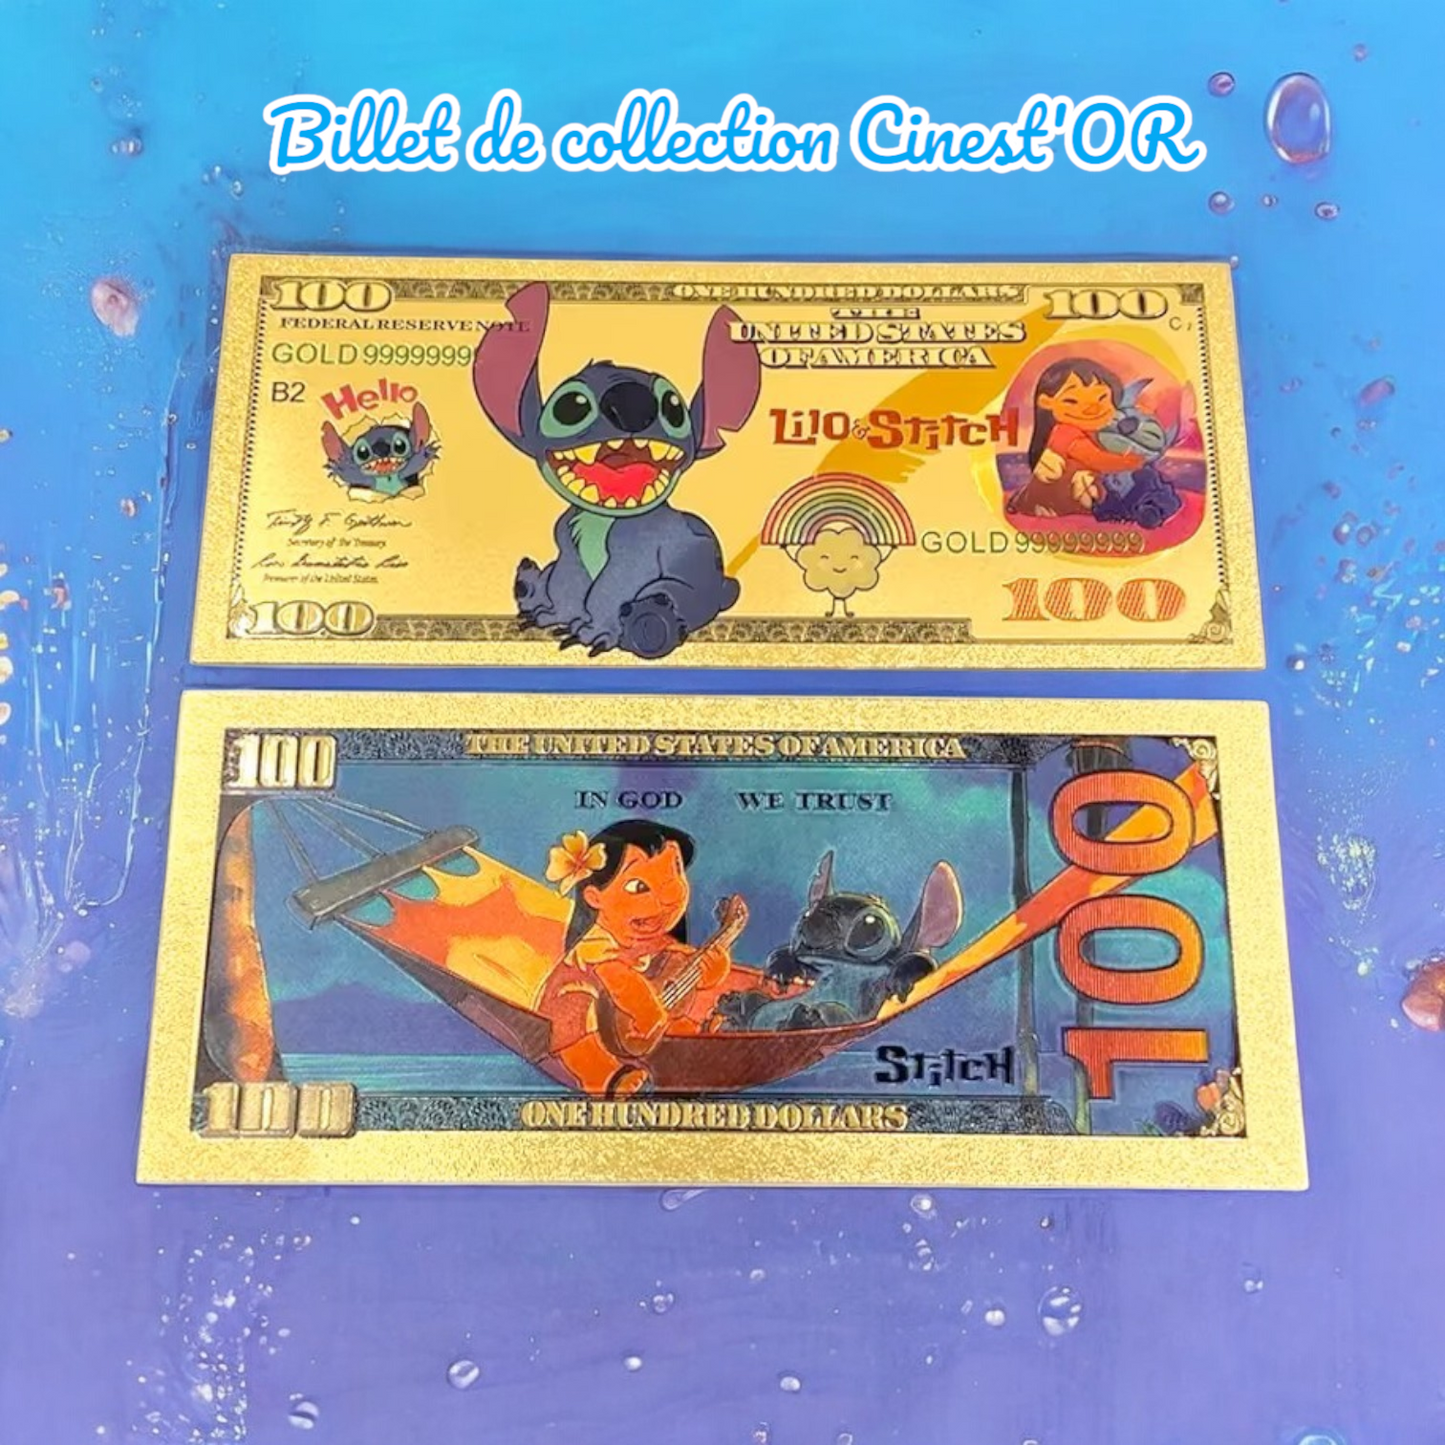 Billet de collection Cinest'OR
100
ONE HUNDRED DOLLARS
100
FEDERAL RESERVE NOTE
THE
UNITED STATES
OF AMERICA
GOLD 9999999
B2
Hello
LiLO & STiTCH
Secretary of the Treasury.
Treasurer of the United States.
GOLD 99999999
100
100
100
THE UNITED STATES OF AMERICA
IN GOD WE TRUST
100
STiTCH
100
ONE HUNDRED DOLLARS